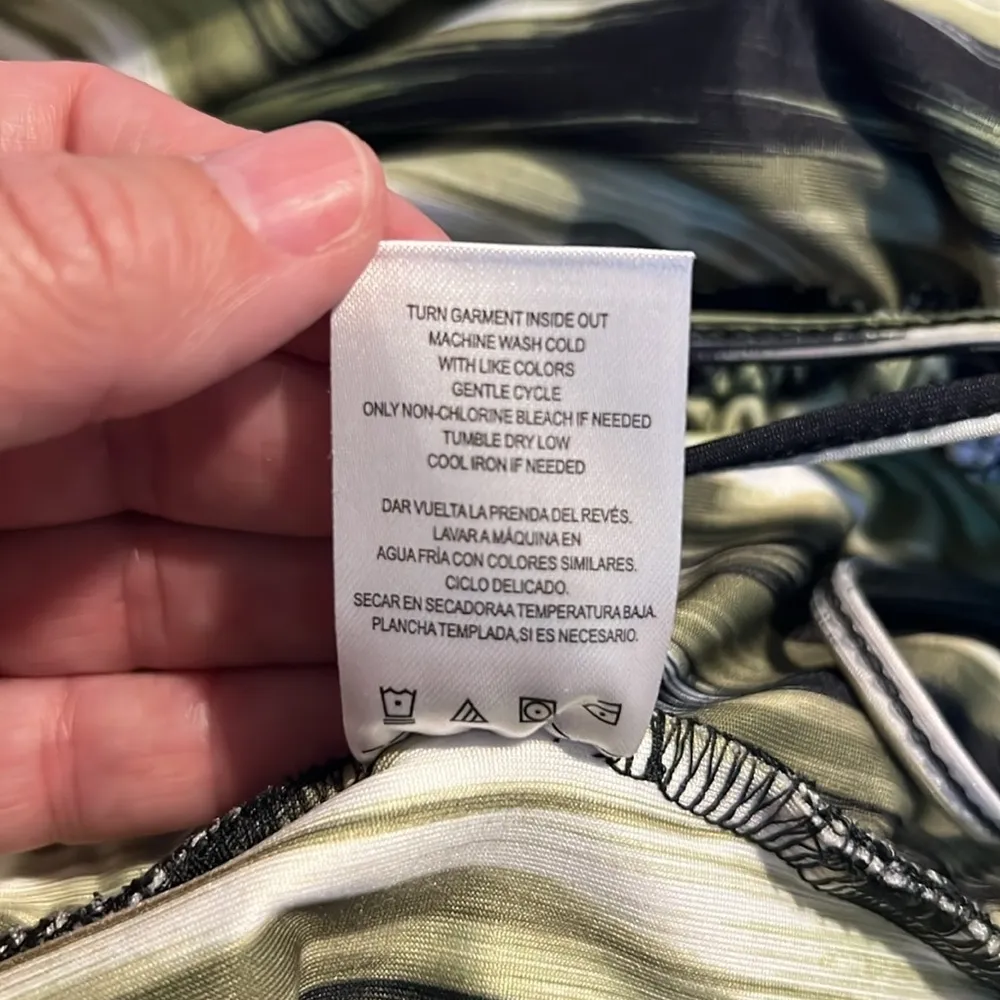 TURN GARMENT INSIDE OUT
MACHINE WASH COLD
WITH LIKE COLORS
GENTLE CYCLE
ONLY NON-CHLORINE BLEACH IF NEEDED
TUMBLE DRY LOW
COOL IRON IF NEEDED
DAR VUELTA LA PRENDA DEL REVÉS.
LAVAR A MÁQUINA EN
AGUA FRÍA CON COLORES SIMILARES.
CICLO DELICADO.
SECAR EN SECADORAA TEMPERATURA BAJA.
PLANCHA TEMPLADA,SI ES NECESARIO.